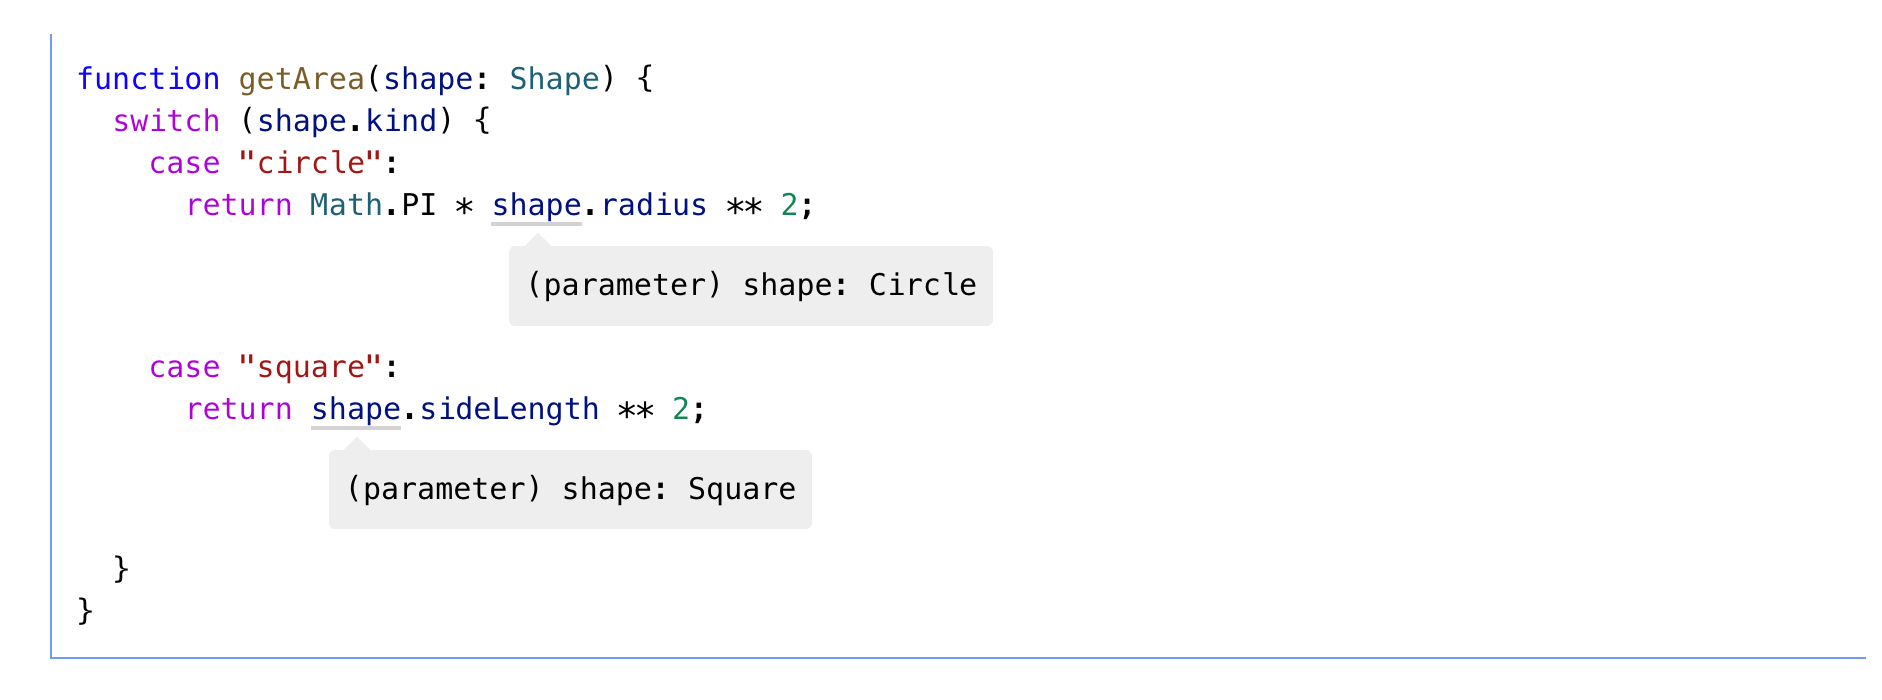 function getArea(shape: Shape) {
  switch (shape.kind) {
    case "circle":
      return Math.PI * shape.radius ** 2;
(parameter) shape: Circle
    case "square":
      return shape.sideLength ** 2;
(parameter) shape: Square
  }
}